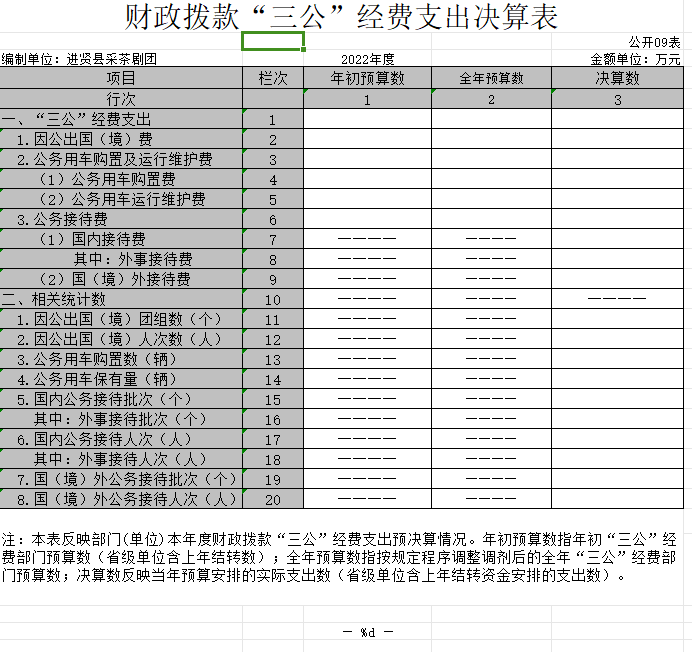 财政拨款“三公”经费支出决算表
公开09表
编制单位：进贤县采茶剧团 2022年度 金额单位：万元
项目 栏次 年初预算数 全年预算数 决算数
行次 1 2 3
一、“三公”经费支出 1
1.因公出国（境）费 2
2.公务用车购置及运行维护费 3
（1）公务用车购置费 4
（2）公务用车运行维护费 5
3.公务接待费 6
（1）国内接待费 7 ———— ————
其中：外事接待费 8 ———— ————
（2）国（境）外接待费 9 ———— ————
二、相关统计数 10 ———— ———— ————
1.因公出国（境）团组数（个） 11 ———— ————
2.因公出国（境）人次数（人） 12 ———— ————
3.公务用车购置数（辆） 13 ———— ————
4.公务用车保有量（辆） 14 ———— ————
5.国内公务接待批次（个） 15 ———— ————
其中：外事接待批次（个） 16 ———— ————
6.国内公务接待人次（人） 17 ———— ————
其中：外事接待人次（人） 18 ———— ————
7.国（境）外公务接待批次（个） 19 ———— ————
8.国（境）外公务接待人次（人） 20 ———— ————
注：本表反映部门(单位)本年度财政拨款“三公”经费支出预决算情况。年初预算数指年初“三公”经
费部门预算数（省级单位含上年结转数）；全年预算数指按规定程序调整调剂后的全年“三公”经费部
门预算数；决算数反映当年预算安排的实际支出数（省级单位含上年结转资金安排的支出数）。
— %d —